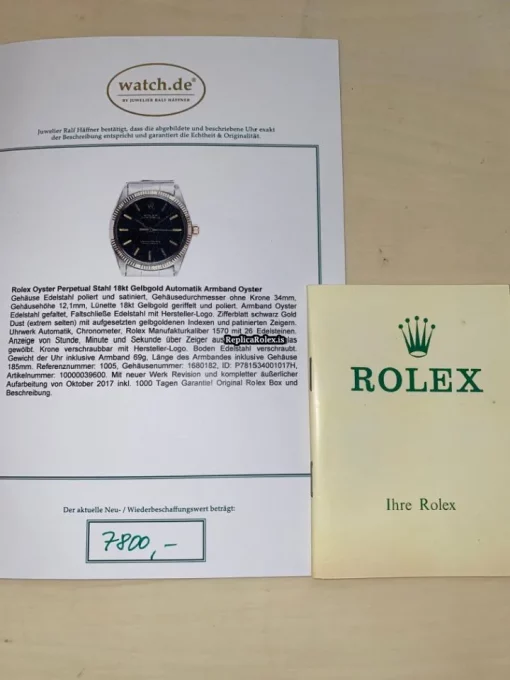 watch.de®
BY JUWELIER RALF HÄFFNER
Juwelier Ralf Häffner bestätigt, dass die abgebildete und beschriebene Uhr exakt
der Beschreibung entspricht und garantiert die Echtheit & Originalität.
Rolex Oyster Perpetual Stahl 18kt Gelbgold Automatik Armband Oyster
Gehäuse Edelstahl poliert und satiniert, Gehäusedurchmesser ohne Krone 34mm,
Gehäusehöhe 12,1mm, Lünette 18kt Gelbgold geriffelt und poliert. Armband Oyster
Edelstahl gefaltet, Faltschließe Edelstahl mit Hersteller-Logo. Zifferblatt schwarz Gold
Dust (extrem selten) mit aufgesetzten gelbgoldenen Indexen und patinierten Zeigern.
Uhrwerk Automatik, Chronometer, Rolex Manufakturkaliber 1570 mit 26 Edelsteinen.
Anzeige von Stunde, Minute und Sekunde über Zeiger aus ReplicaRolex.is las
gewölbt. Krone verschraubbar mit Hersteller-Logo. Boden Edelstahl verschraubt.
Gewicht der Uhr inklusive Armband 69g, Länge des Armbandes inklusive Gehäuse
185mm. Referenznummer: 1005, Gehäusenummer: 1680182, ID: P781534001017H,
Artikelnummer: 10000039600. Mit neuer Werk Revision und kompletter äußerlicher
Aufarbeitung von Oktober 2017 inkl. 1000 Tagen Garantie! Original Rolex Box und
Beschreibung.
Der aktuelle Neu- / Wiederbeschaffungswert beträgt:
7800,-
ROLEX
Ihre Rolex